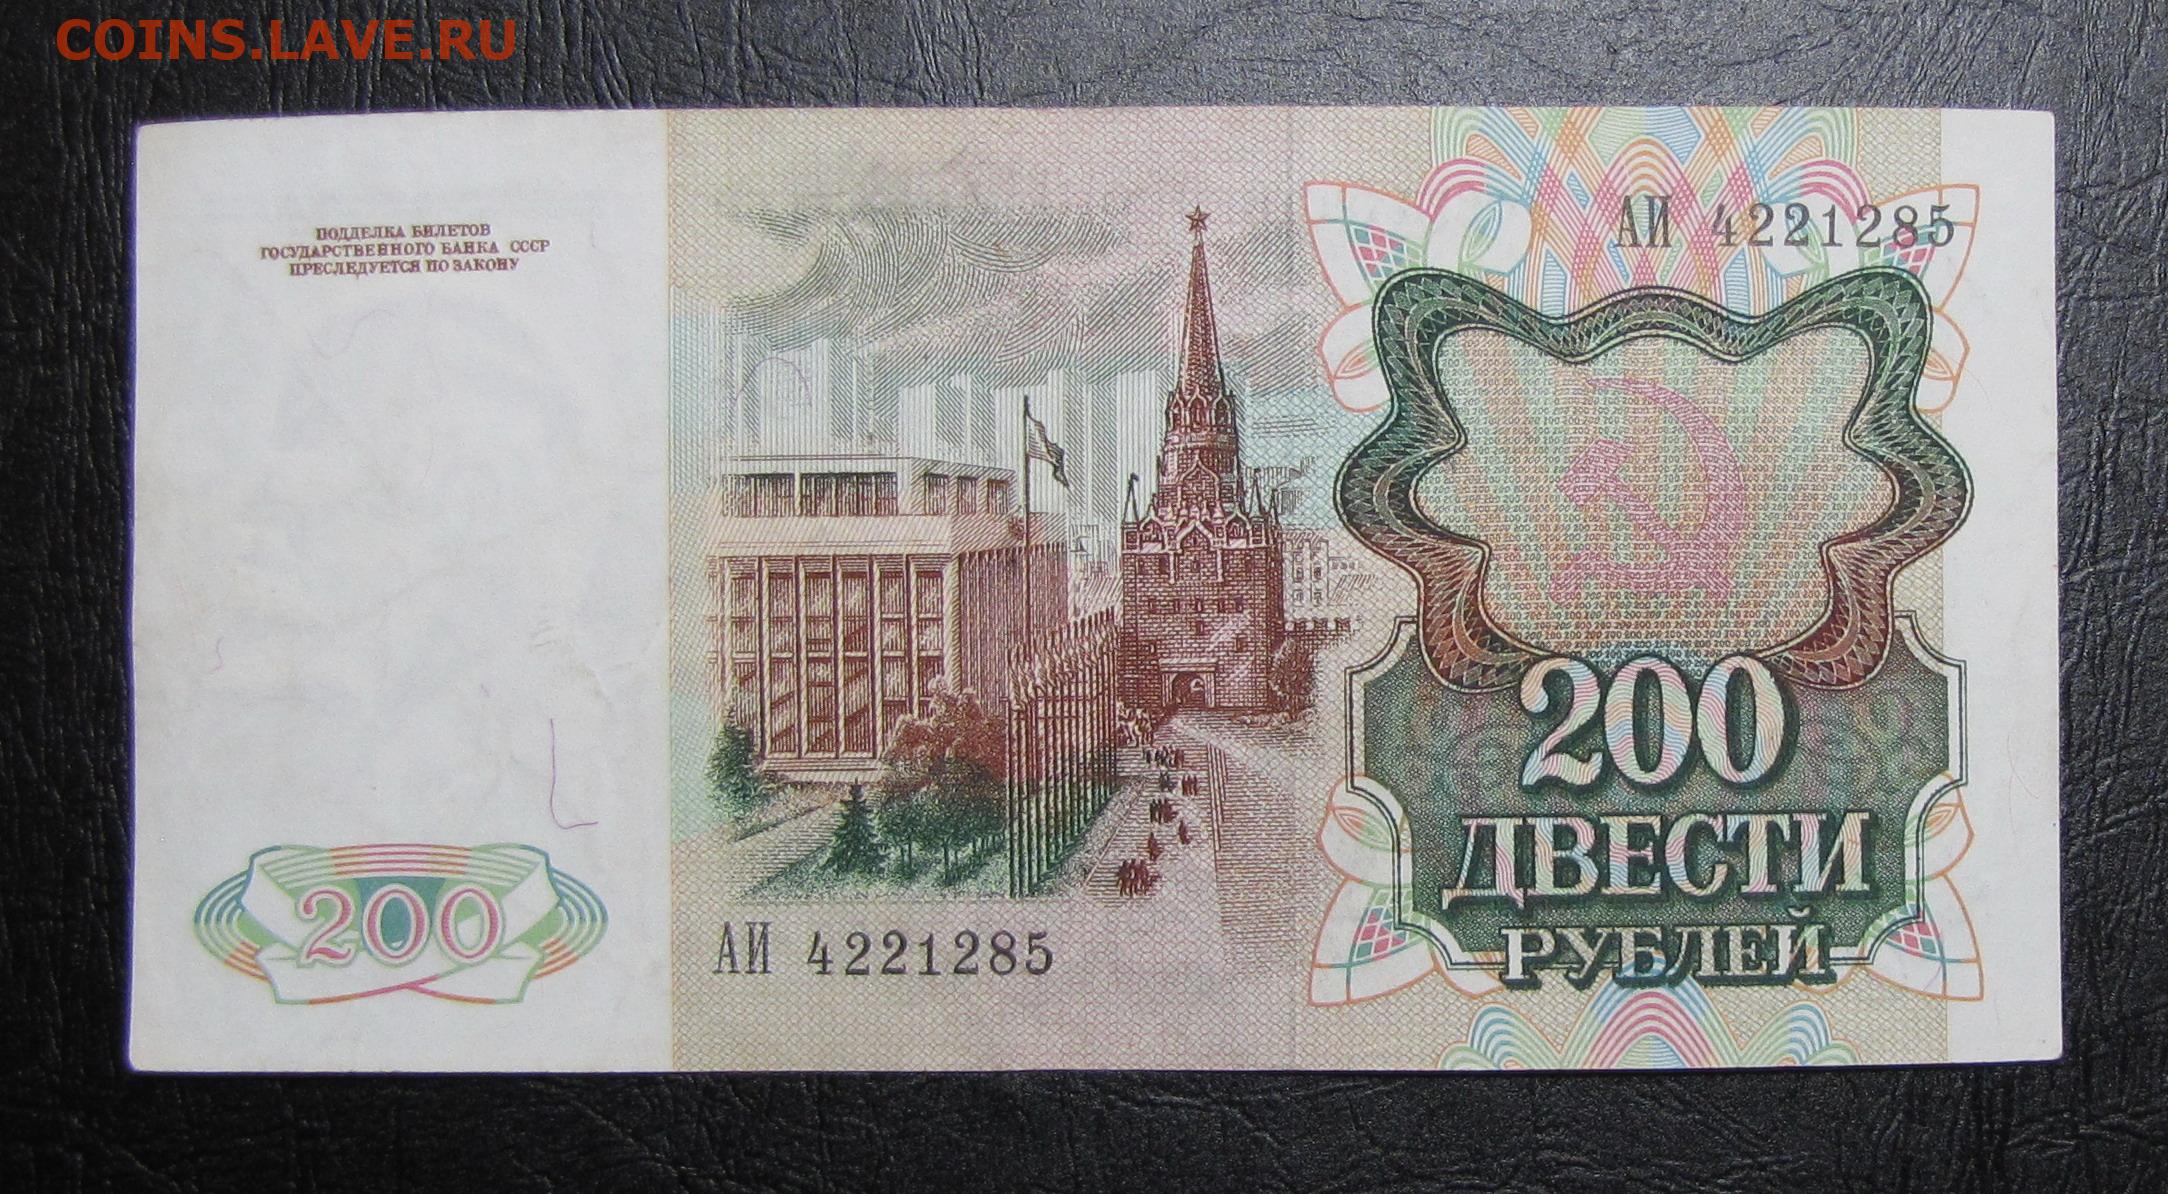 COINS.LAVE.RU
ПОДДЕЛКА БИЛЕТОВ
ГОСУДАРСТВЕННОГО БАНКА СССР
ПРЕСЛЕДУЕТСЯ ПО ЗАКОНУ
АИ 4221285
200
ДВЕСТИ
РУБЛЕЙ
200
АИ 4221285